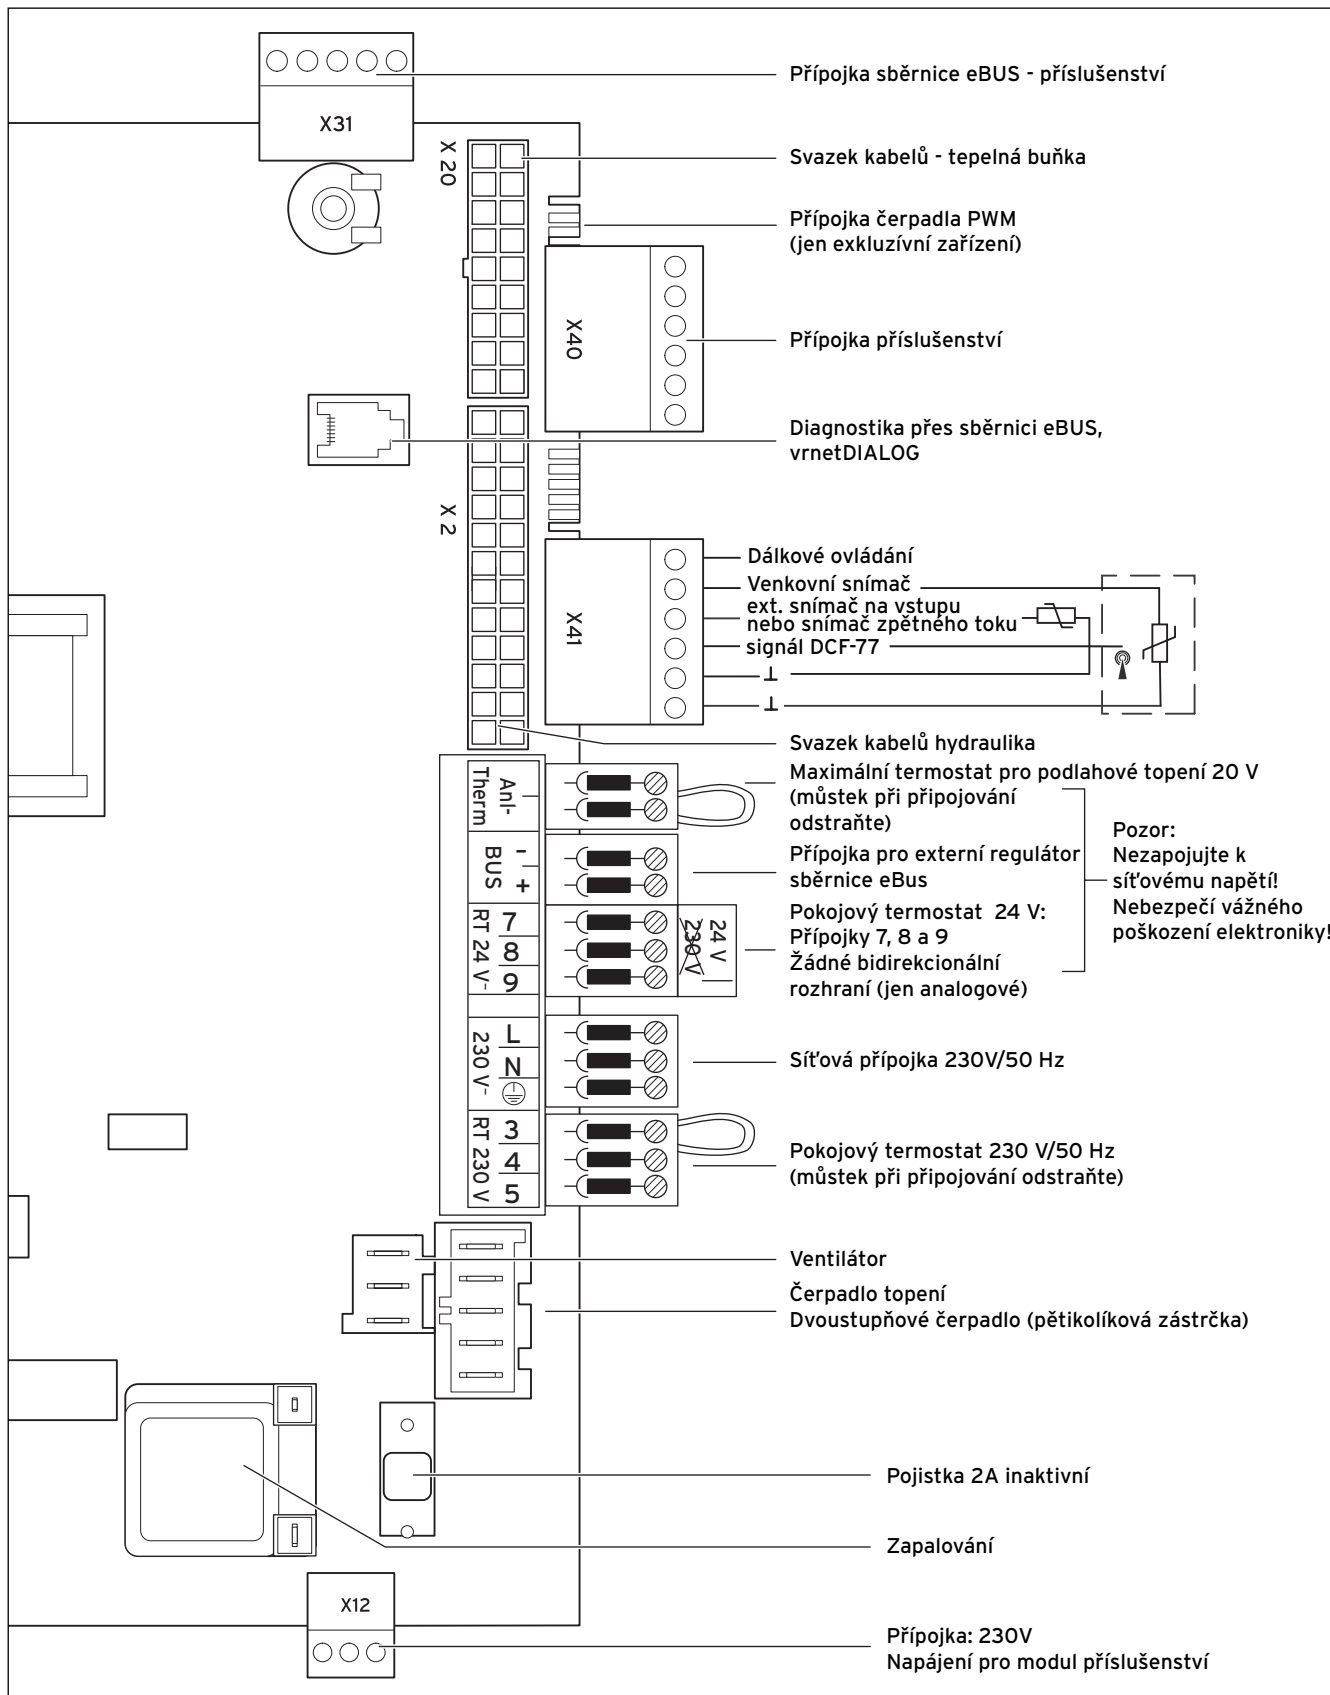 Přípojka sběrnice eBUS - příslušenství
X31
X 20
Svazek kabelů - tepelná buňka
Přípojka čerpadla PWM
(jen exkluzívní zařízení)
X40
Přípojka příslušenství
Diagnostika přes sběrnici eBUS,
vrnetDIALOG
X 2
X41
Dálkové ovládání
Venkovní snímač
ext. snímač na vstupu
nebo snímač zpětného toku
signál DCF-77
Svazek kabelů hydraulika
Anl-
Therm
Maximální termostat pro podlahové topení 20 V
(můstek při připojování
odstraňte)
BUS
-
+
Přípojka pro externí regulátor
sběrnice eBus
Pozor:
Nezapojujte k
síťovému napětí!
Nebezpečí vážného
poškození elektroniky!
RT 24 V~
7
8
9
24 V
230 V
Pokojový termostat 24 V:
Přípojky 7, 8 a 9
Žádné bidirekcionální
rozhraní (jen analogové)
230 V~
L
N
Síťová přípojka 230V/50 Hz
RT 230 V
3
4
5
Pokojový termostat 230 V/50 Hz
(můstek při připojování odstraňte)
Ventilátor
Čerpadlo topení
Dvoustupňové čerpadlo (pětikolíková zástrčka)
Pojistka 2A inaktivní
Zapalování
X12
Přípojka: 230V
Napájení pro modul příslušenství